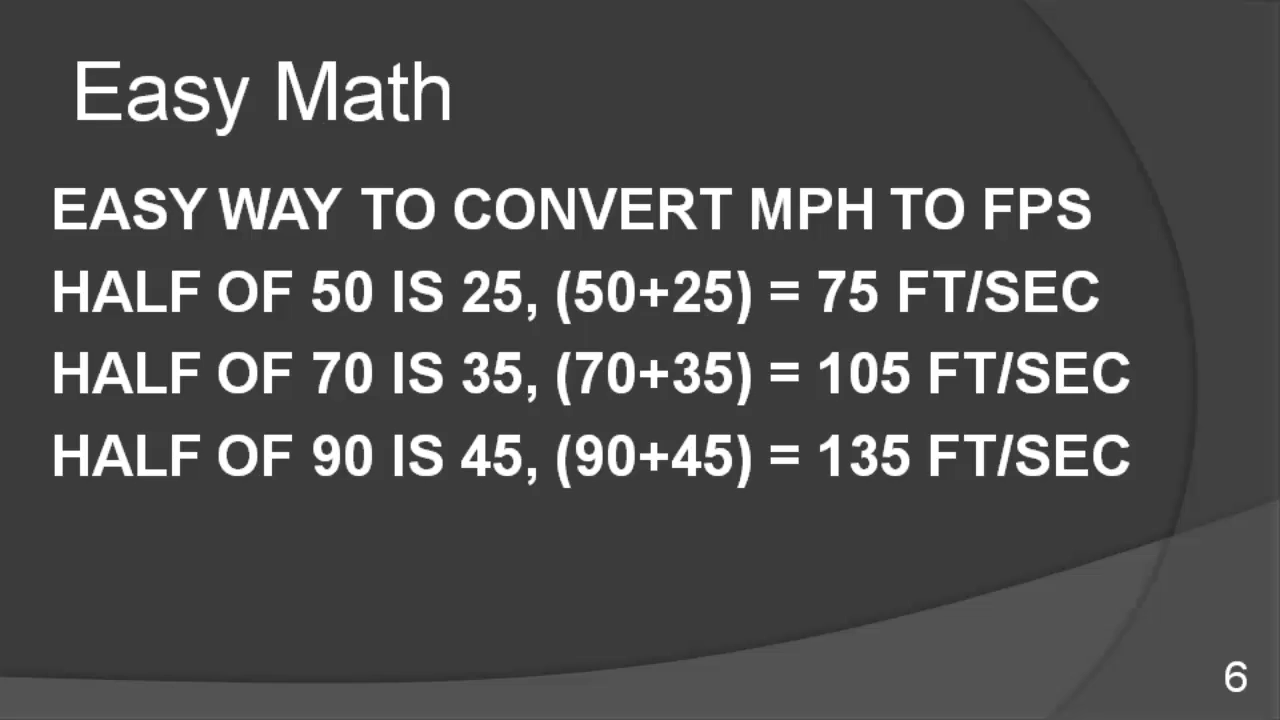 Easy Math
EASY WAY TO CONVERT MPH TO FPS
HALF OF 50 IS 25, (50+25) = 75 FT/SEC
HALF OF 70 IS 35, (70+35) = 105 FT/SEC
HALF OF 90 IS 45, (90+45) = 135 FT/SEC
6